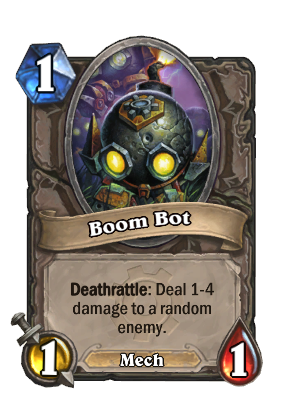 1
Boom Bot
Deathrattle: Deal 1-4
damage to a random
enemy.
1
Mech
1